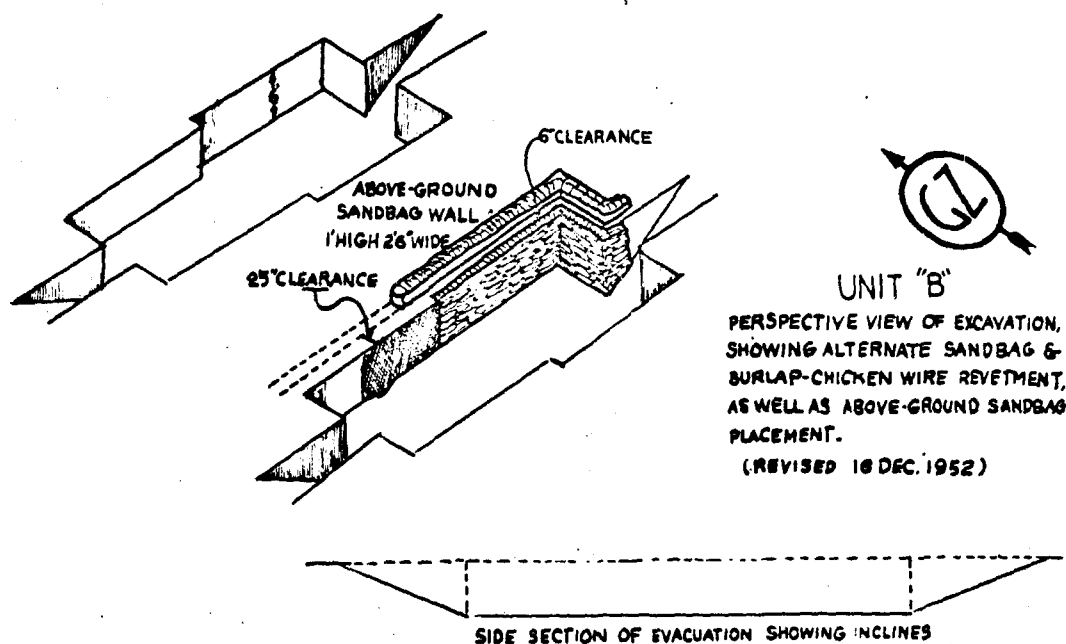 6"CLEARANCE
ABOVE-GROUND
SANDBAG WALL
1'HIGH 2'6"WIDE
25"CLEARANCE
GZ
UNIT "B"
PERSPECTIVE VIEW OF EXCAVATION,
SHOWING ALTERNATE SANDBAG &
BURLAP-CHICKEN WIRE REVETMENT,
AS WELL AS ABOVE-GROUND SANDBAG
PLACEMENT.
(REVISED DEC. 1952)
SIDE SECTION OF EVACUATION SHOWING INCLINES